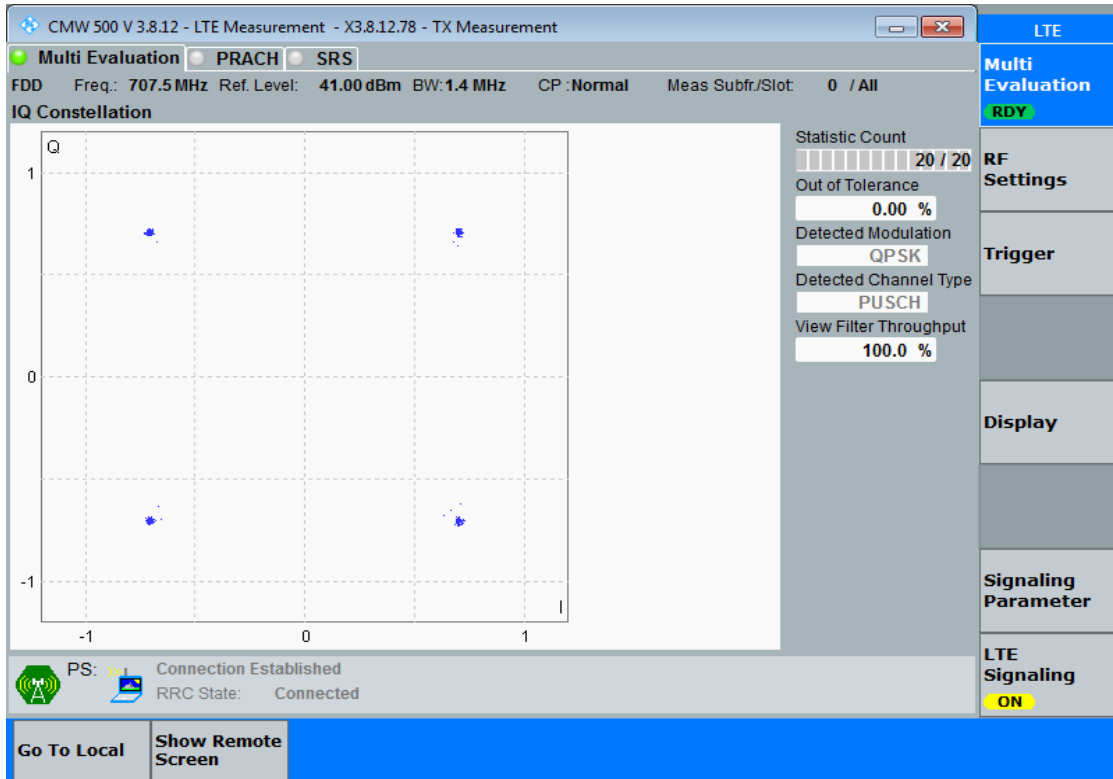 CMW 500 V 3.8.12 - LTE Measurement - X3.8.12.78 - TX Measurement
LTE
Multi Evaluation PRACH SRS
FDD Freq.: 707.5 MHz Ref. Level: 41.00 dBm BW: 1.4 MHz CP : Normal Meas Subfr./Slot: 0 / All
IQ Constellation
Q
1
0
-1
I
-1 0 1
Statistic Count
20 / 20
Out of Tolerance
0.00 %
Detected Modulation
QPSK
Detected Channel Type
PUSCH
View Filter Throughput
100.0 %
Multi
Evaluation
RDY
RF
Settings
Trigger
Display
Signaling
Parameter
LTE
Signaling
ON
PS: Connection Established
RRC State: Connected
Go To Local
Show Remote
Screen